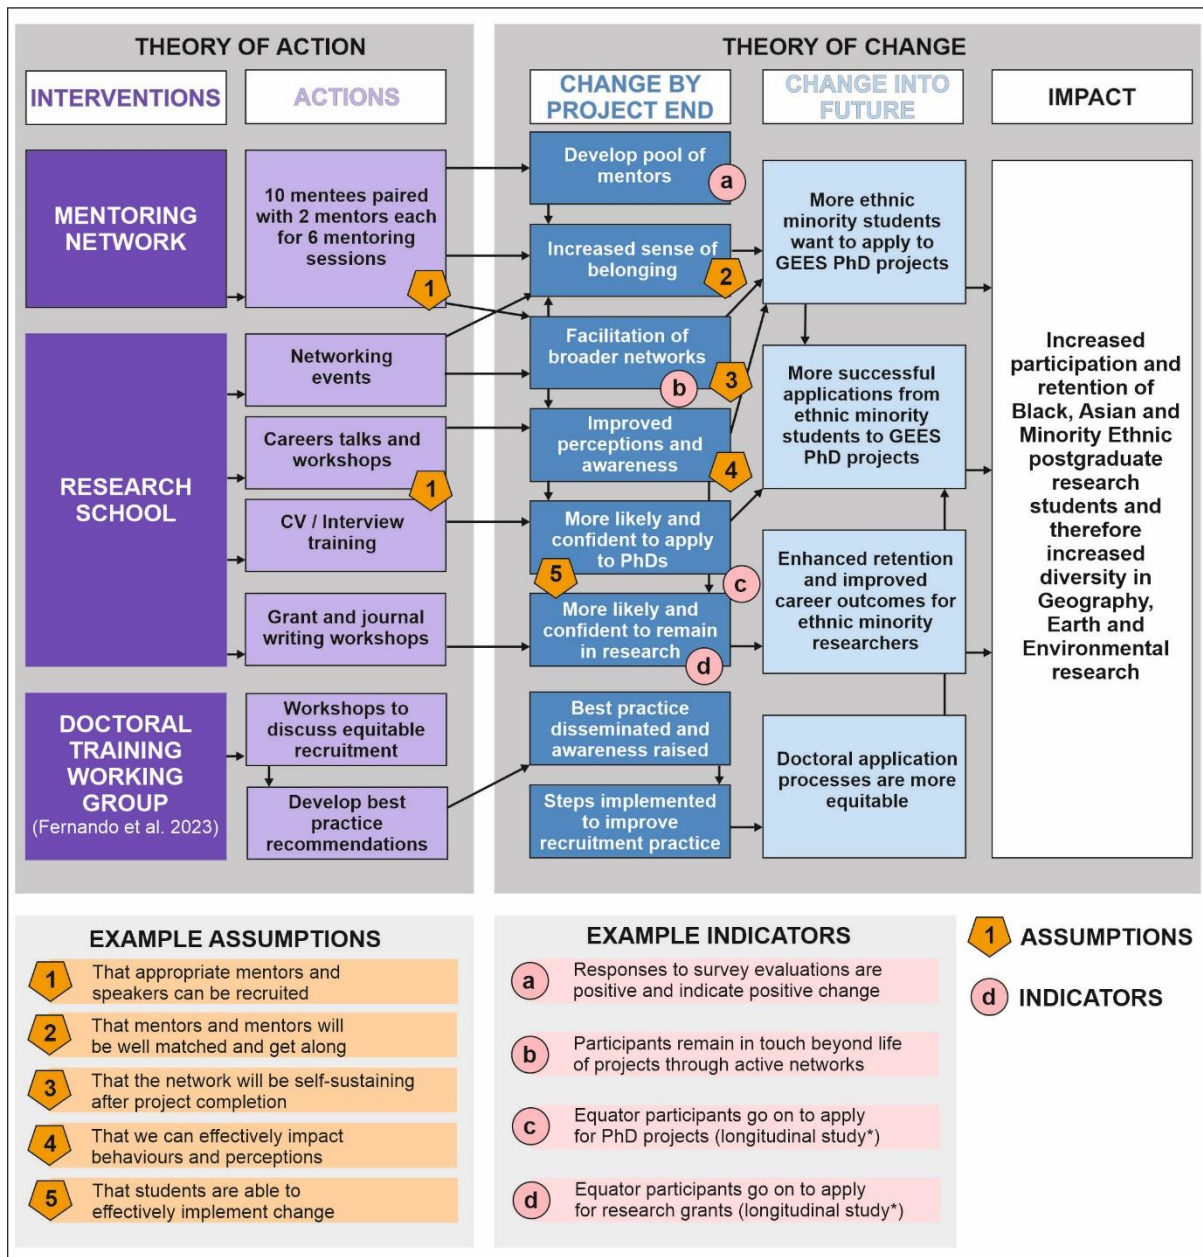 THEORY OF ACTION
THEORY OF CHANGE
INTERVENTIONS
ACTIONS
CHANGE BY
PROJECT END
CHANGE INTO
FUTURE
IMPACT
MENTORING
NETWORK
10 mentees paired
with 2 mentors each
for 6 mentoring
sessions
1
Develop pool of
mentors
a
Increased sense of
belonging
2
More ethnic
minority students
want to apply to
GEES PhD projects
RESEARCH
SCHOOL
Networking
events
Careers talks and
workshops
1
CV / Interview
training
Grant and journal
writing workshops
Facilitation of
broader networks
b
3
Improved
perceptions and
awareness
4
More likely and
confident to apply
to PhDs
5
c
More likely and
confident to remain
in research
d
More successful
applications from
ethnic minority
students to GEES
PhD projects
Enhanced retention
and improved
career outcomes for
ethnic minority
researchers
DOCTORAL
TRAINING
WORKING
GROUP
(Fernando et al. 2023)
Workshops to
discuss equitable
recruitment
Develop best
practice
recommendations
Best practice
disseminated and
awareness raised
Steps implemented
to improve
recruitment practice
Doctoral application
processes are more
equitable
Increased
participation and
retention of
Black, Asian and
Minority Ethnic
postgraduate
research
students and
therefore
increased
diversity in
Geography,
Earth and
Environmental
research
EXAMPLE ASSUMPTIONS
1 That appropriate mentors and
speakers can be recruited
2 That mentors and mentors will
be well matched and get along
3 That the network will be self-sustaining
after project completion
4 That we can effectively impact
behaviours and perceptions
5 That students are able to
effectively implement change
EXAMPLE INDICATORS
a Responses to survey evaluations are
positive and indicate positive change
b Participants remain in touch beyond life
of projects through active networks
c Equator participants go on to apply
for PhD projects (longitudinal study*)
d Equator participants go on to apply
for research grants (longitudinal study*)
1 ASSUMPTIONS
d INDICATORS